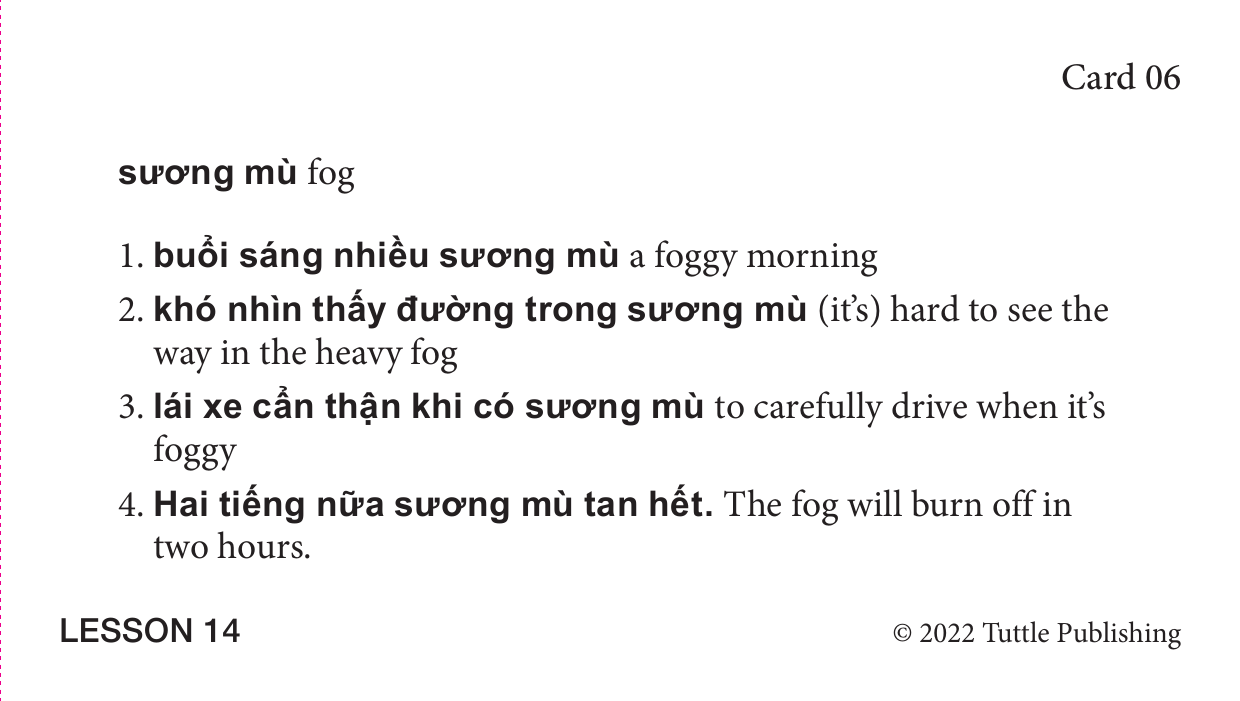 Card 06
sương mù fog
1. buổi sáng nhiều sương mù a foggy morning
2. khó nhìn thấy đường trong sương mù (it’s) hard to see the
way in the heavy fog
3. lái xe cẩn thận khi có sương mù to carefully drive when it’s
foggy
4. Hai tiếng nữa sương mù tan hết. The fog will burn off in
two hours.
LESSON 14
© 2022 Tuttle Publishing